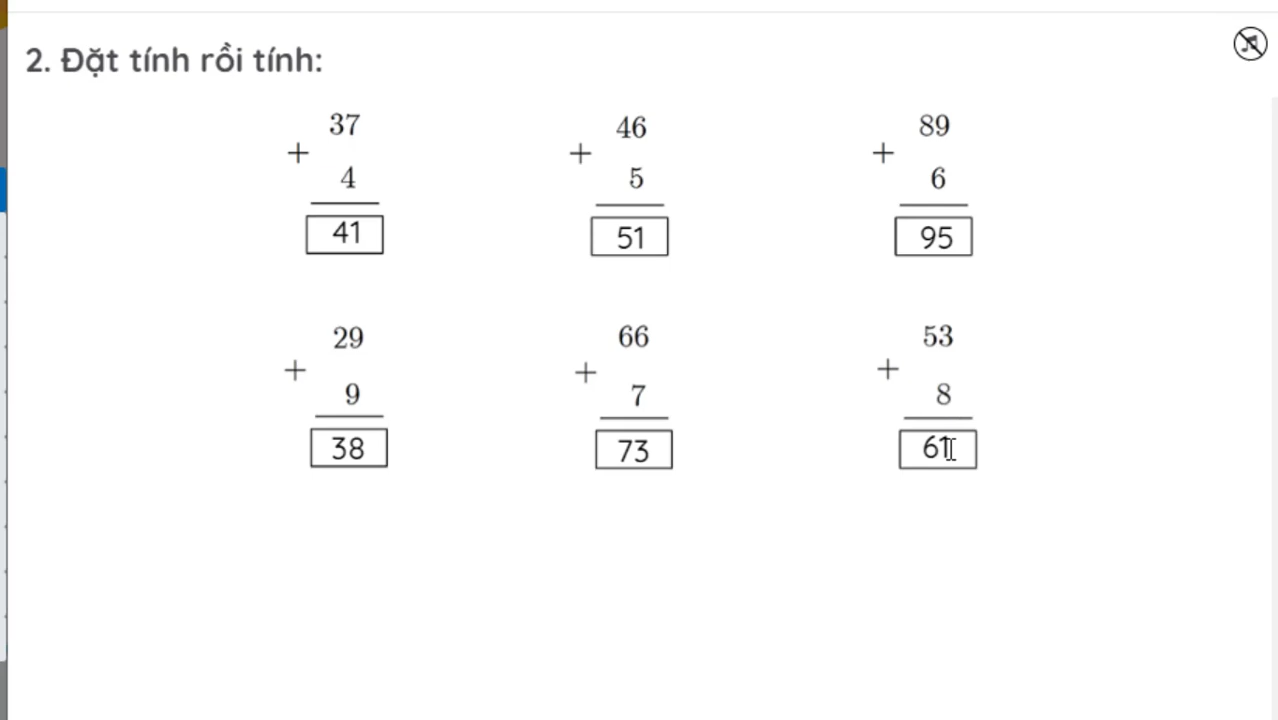 2. Đặt tính rồi tính:
37 46 89
+ + +
4 5 6
41 51 95
29 66 53
+ + +
9 7 8
38 73 61